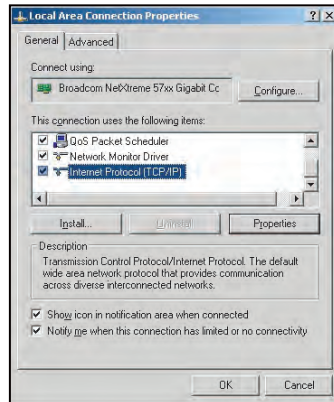 Local Area Connection Properties
General Advanced
Connect using:
Broadcom NetXtreme 57xx Gigabit Cc
Configure...
This connection uses the following items:
QoS Packet Scheduler
Network Monitor Driver
Internet Protocol (TCP/IP)
Install... Uninstall Properties
Description
Transmission Control Protocol/Internet Protocol. The default
wide area network protocol that provides communication
across diverse interconnected networks.
Show icon in notification area when connected
Notify me when this connection has limited or no connectivity
OK Cancel